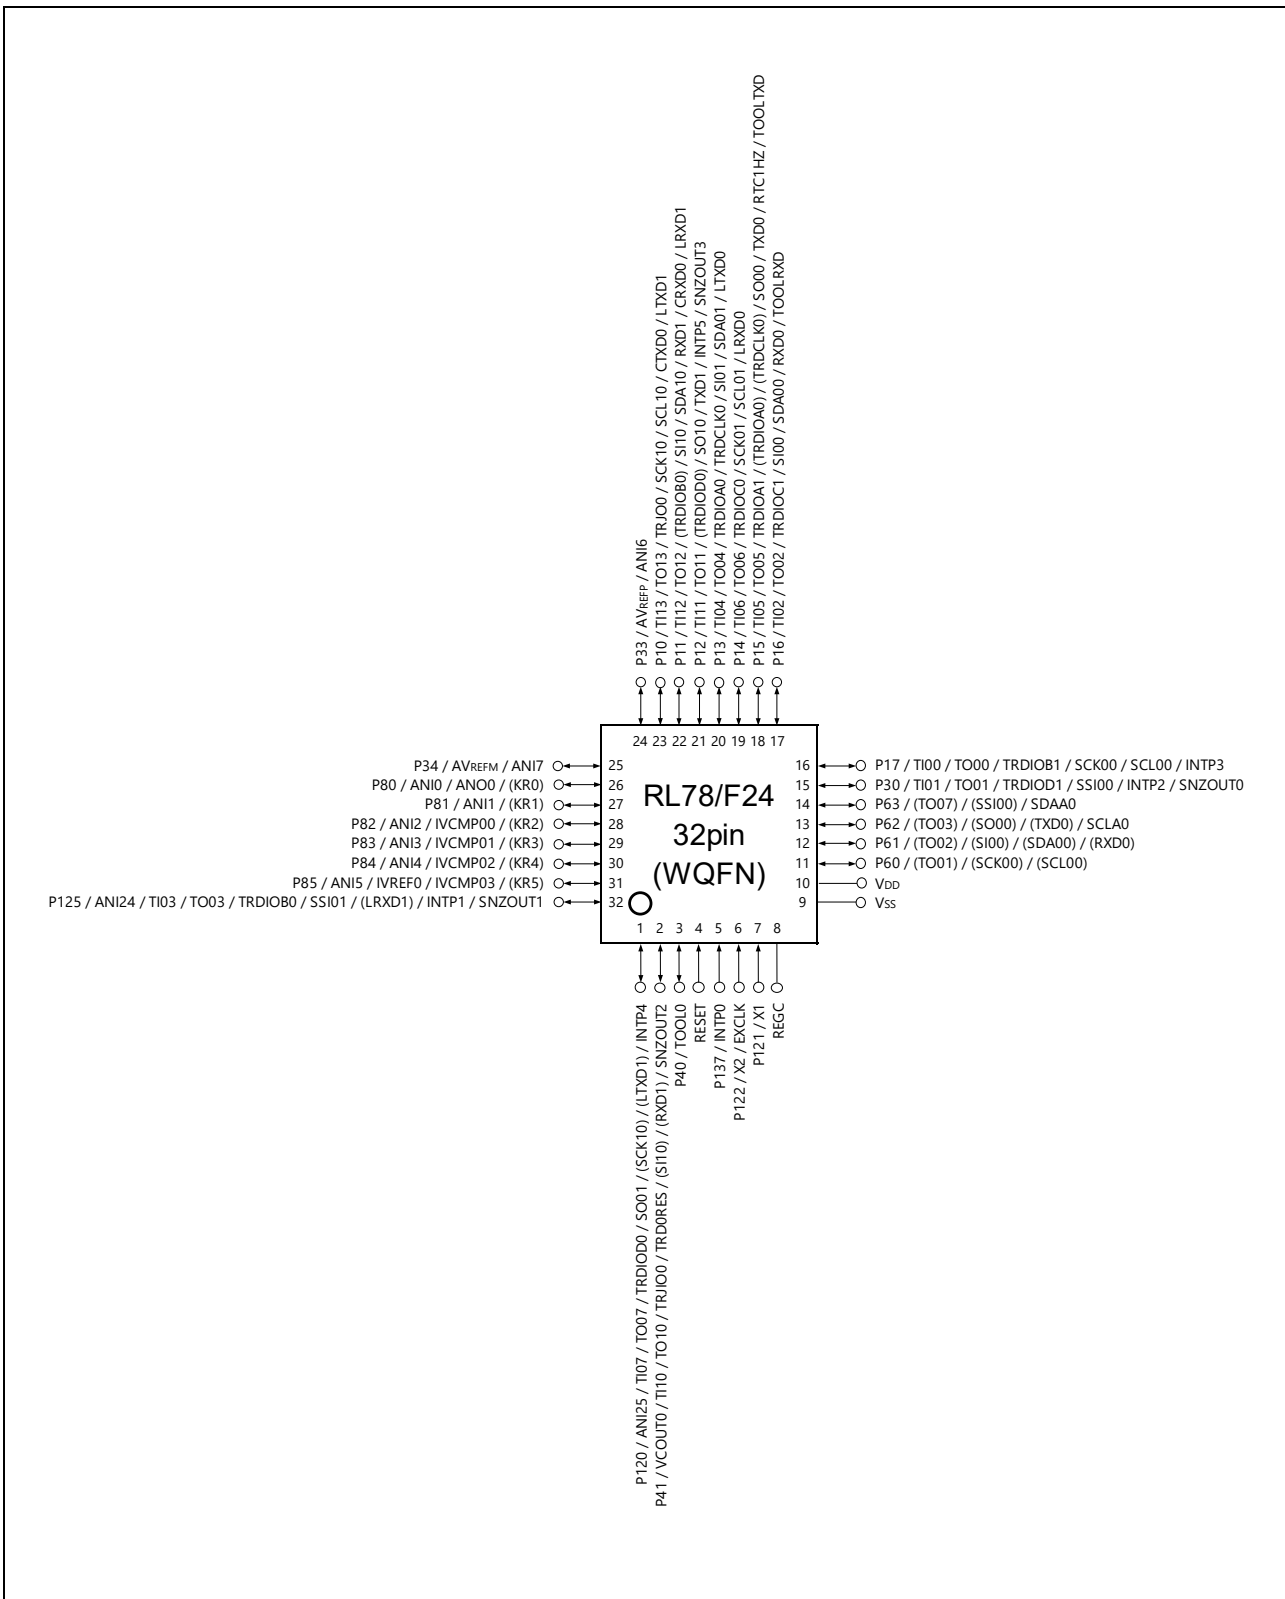 P33 / AVREFP / ANI6
P10 / TI13 / TO13 / TRJO0 / SCK10 / SCL10 / CTXD0 / LTXD1
P11 / TI12 / TO12 / (TRDIOB0) / SI10 / SDA10 / RXD1 / CRXD0 / LRXD1
P12 / TI11 / TO11 / (TRDIOD0) / SO10 / TXD1 / INTP5 / SNZOUT3
P13 / TI04 / TO04 / TRDIOA0 / TRDCLK0 / SI01 / SDA01 / LTXD0
P14 / TI06 / TO06 / TRDIOC0 / SCK01 / SCL01 / LRXD0
P15 / TI05 / TO05 / TRDIOA1 / (TRDIOA0) / (TRDCLK0) / SO00 / TXD0 / RTC1HZ / TOOLTXD
P16 / TI02 / TO02 / TRDIOC1 / SI00 / SDA00 / RXD0 / TOOLRXD
24 23 22 21 20 19 18 17
P34 / AVREFM / ANI7 25
P80 / ANI0 / ANO0 / (KR0) 26
P81 / ANI1 / (KR1) 27
P82 / ANI2 / IVCMP00 / (KR2) 28
P83 / ANI3 / IVCMP01 / (KR3) 29
P84 / ANI4 / IVCMP02 / (KR4) 30
P85 / ANI5 / IVREF0 / IVCMP03 / (KR5) 31
P125 / ANI24 / TI03 / TO03 / TRDIOB0 / SSI01 / (LRXD1) / INTP1 / SNZOUT1 32
RL78/F24
32pin
(WQFN)
16 P17 / TI00 / TO00 / TRDIOB1 / SCK00 / SCL00 / INTP3
15 P30 / TI01 / TO01 / TRDIOD1 / SSI00 / INTP2 / SNZOUT0
14 P63 / (TO07) / (SSI00) / SDAA0
13 P62 / (TO03) / (SO00) / (TXD0) / SCLA0
12 P61 / (TO02) / (SI00) / (SDA00) / (RXD0)
11 P60 / (TO01) / (SCK00) / (SCL00)
10 VDD
9 VSS
1 2 3 4 5 6 7 8
P120 / ANI25 / TI07 / TO07 / TRDIOD0 / SO01 / (SCK10) / (LTXD1) / INTP4
P41 / VCOUT0 / TI10 / TO10 / TRJIO0 / TRD0RES / (SI10) / (RXD1) / SNZOUT2
P40 / TOOL0
RESET
P137 / INTP0
P122 / X2 / EXCLK
P121 / X1
REGC